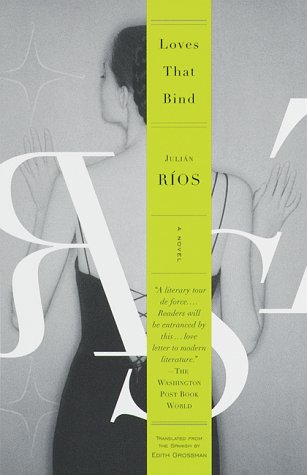 Loves
That
Bind
JULIÁN
RÍOS
A NOVEL
"A literary tour
de force....
Readers will
be entranced by
this... love
letter to modern
literature."
—THE
WASHINGTON
POST BOOK
WORLD
TRANSLATED FROM
THE SPANISH BY
EDITH GROSSMAN